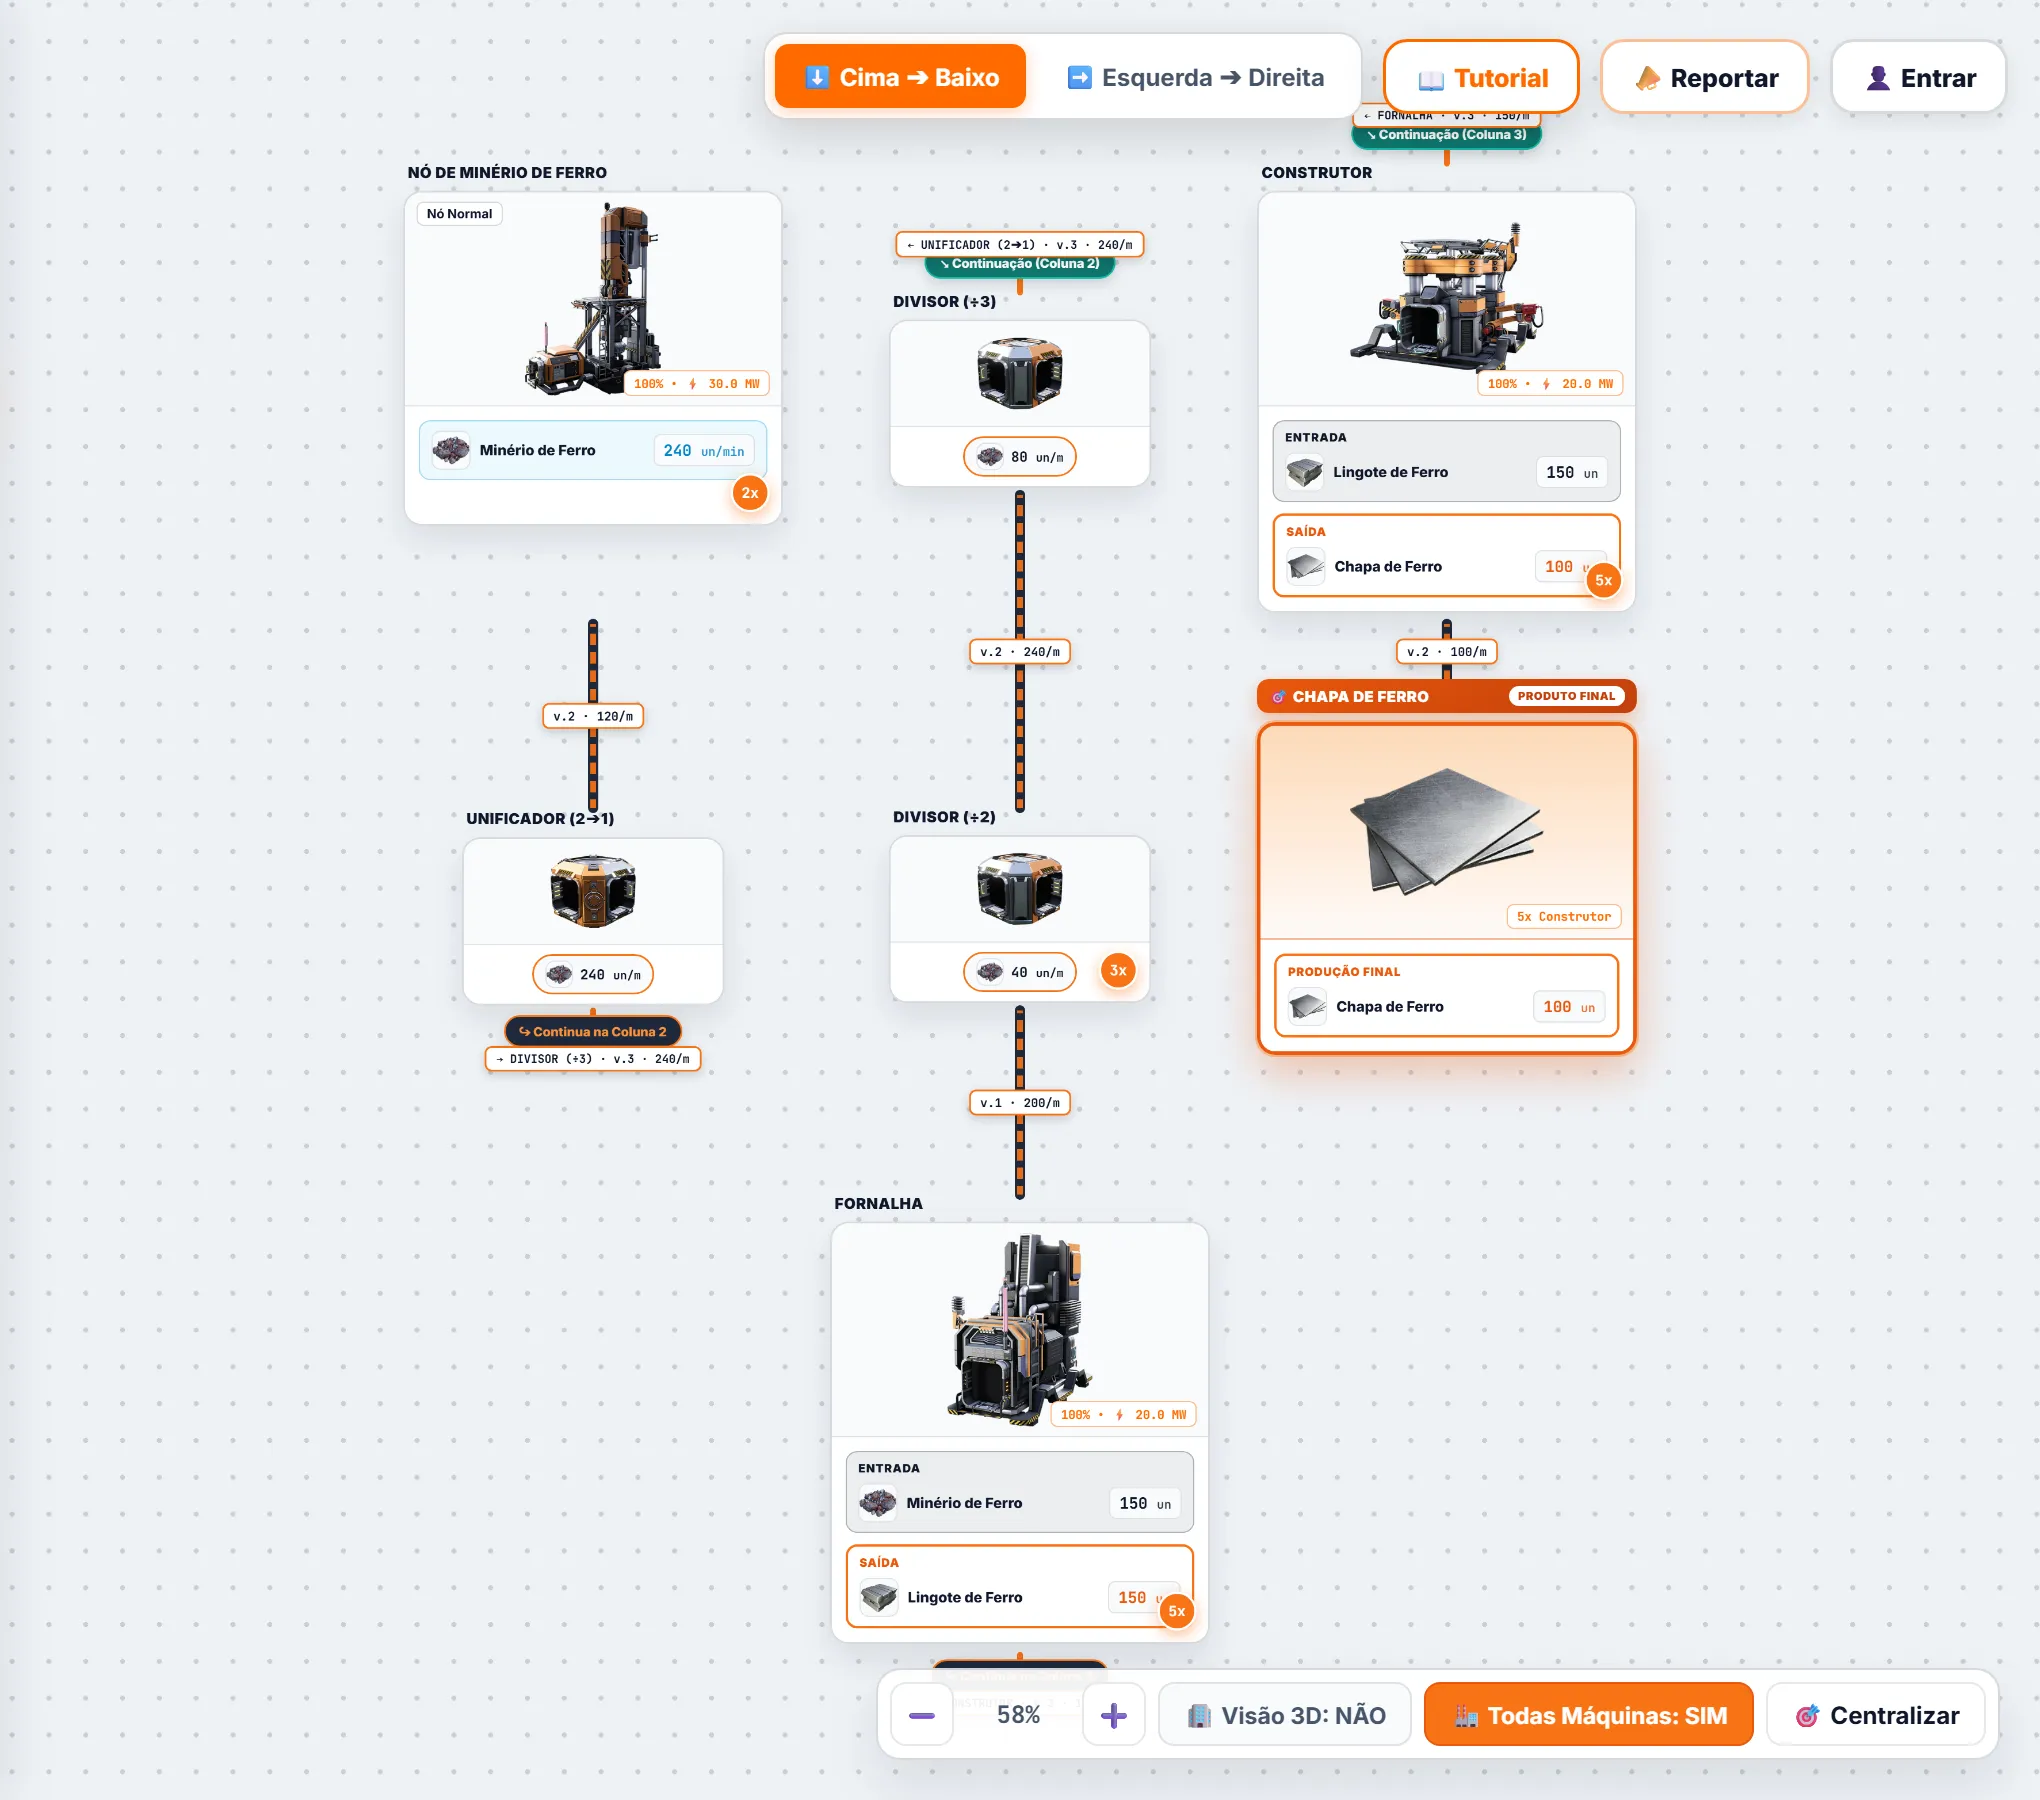 Cima ➔ Baixo
Esquerda ➔ Direita
Tutorial
Reportar
Entrar
NÓ DE MINÉRIO DE FERRO
Nó Normal
100% • ⚡ 30.0 MW
Minério de Ferro
240 un/min
2x
v.2 · 120/m
UNIFICADOR (2➔1)
240 un/m
↪ Continua na Coluna 2
→ DIVISOR (÷3) · v.3 · 240/m
← UNIFICADOR (2➔1) · v.3 · 240/m
↘ Continuação (Coluna 2)
DIVISOR (÷3)
80 un/m
v.2 · 240/m
DIVISOR (÷2)
40 un/m
3x
v.1 · 200/m
FORNALHA
100% • ⚡ 20.0 MW
ENTRADA
Minério de Ferro
150 un
SAÍDA
Lingote de Ferro
150
5x
← FORNALHA · v.3 · 150/m
↘ Continuação (Coluna 3)
CONSTRUTOR
100% • ⚡ 20.0 MW
ENTRADA
Lingote de Ferro
150 un
SAÍDA
Chapa de Ferro
100
5x
v.2 · 100/m
CHAPA DE FERRO
PRODUTO FINAL
5x Construtor
PRODUÇÃO FINAL
Chapa de Ferro
100 un
58%
Visão 3D: NÃO
Todas Máquinas: SIM
Centralizar